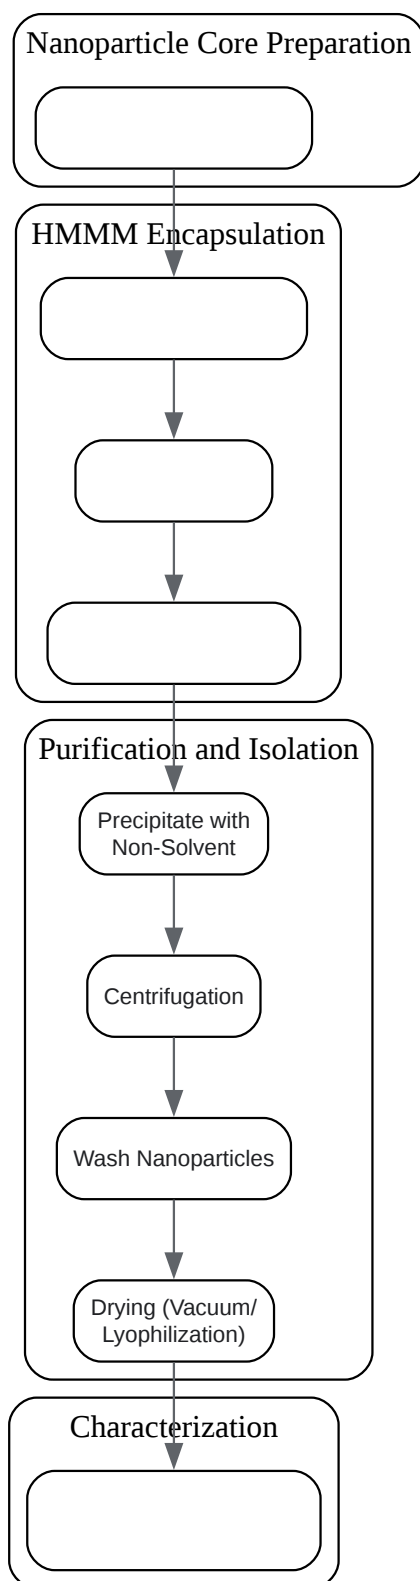 Nanoparticle Core Preparation
HMMM Encapsulation
Purification and Isolation
Precipitate with
Non-Solvent
Centrifugation
Wash Nanoparticles
Drying (Vacuum/
Lyophilization)
Characterization